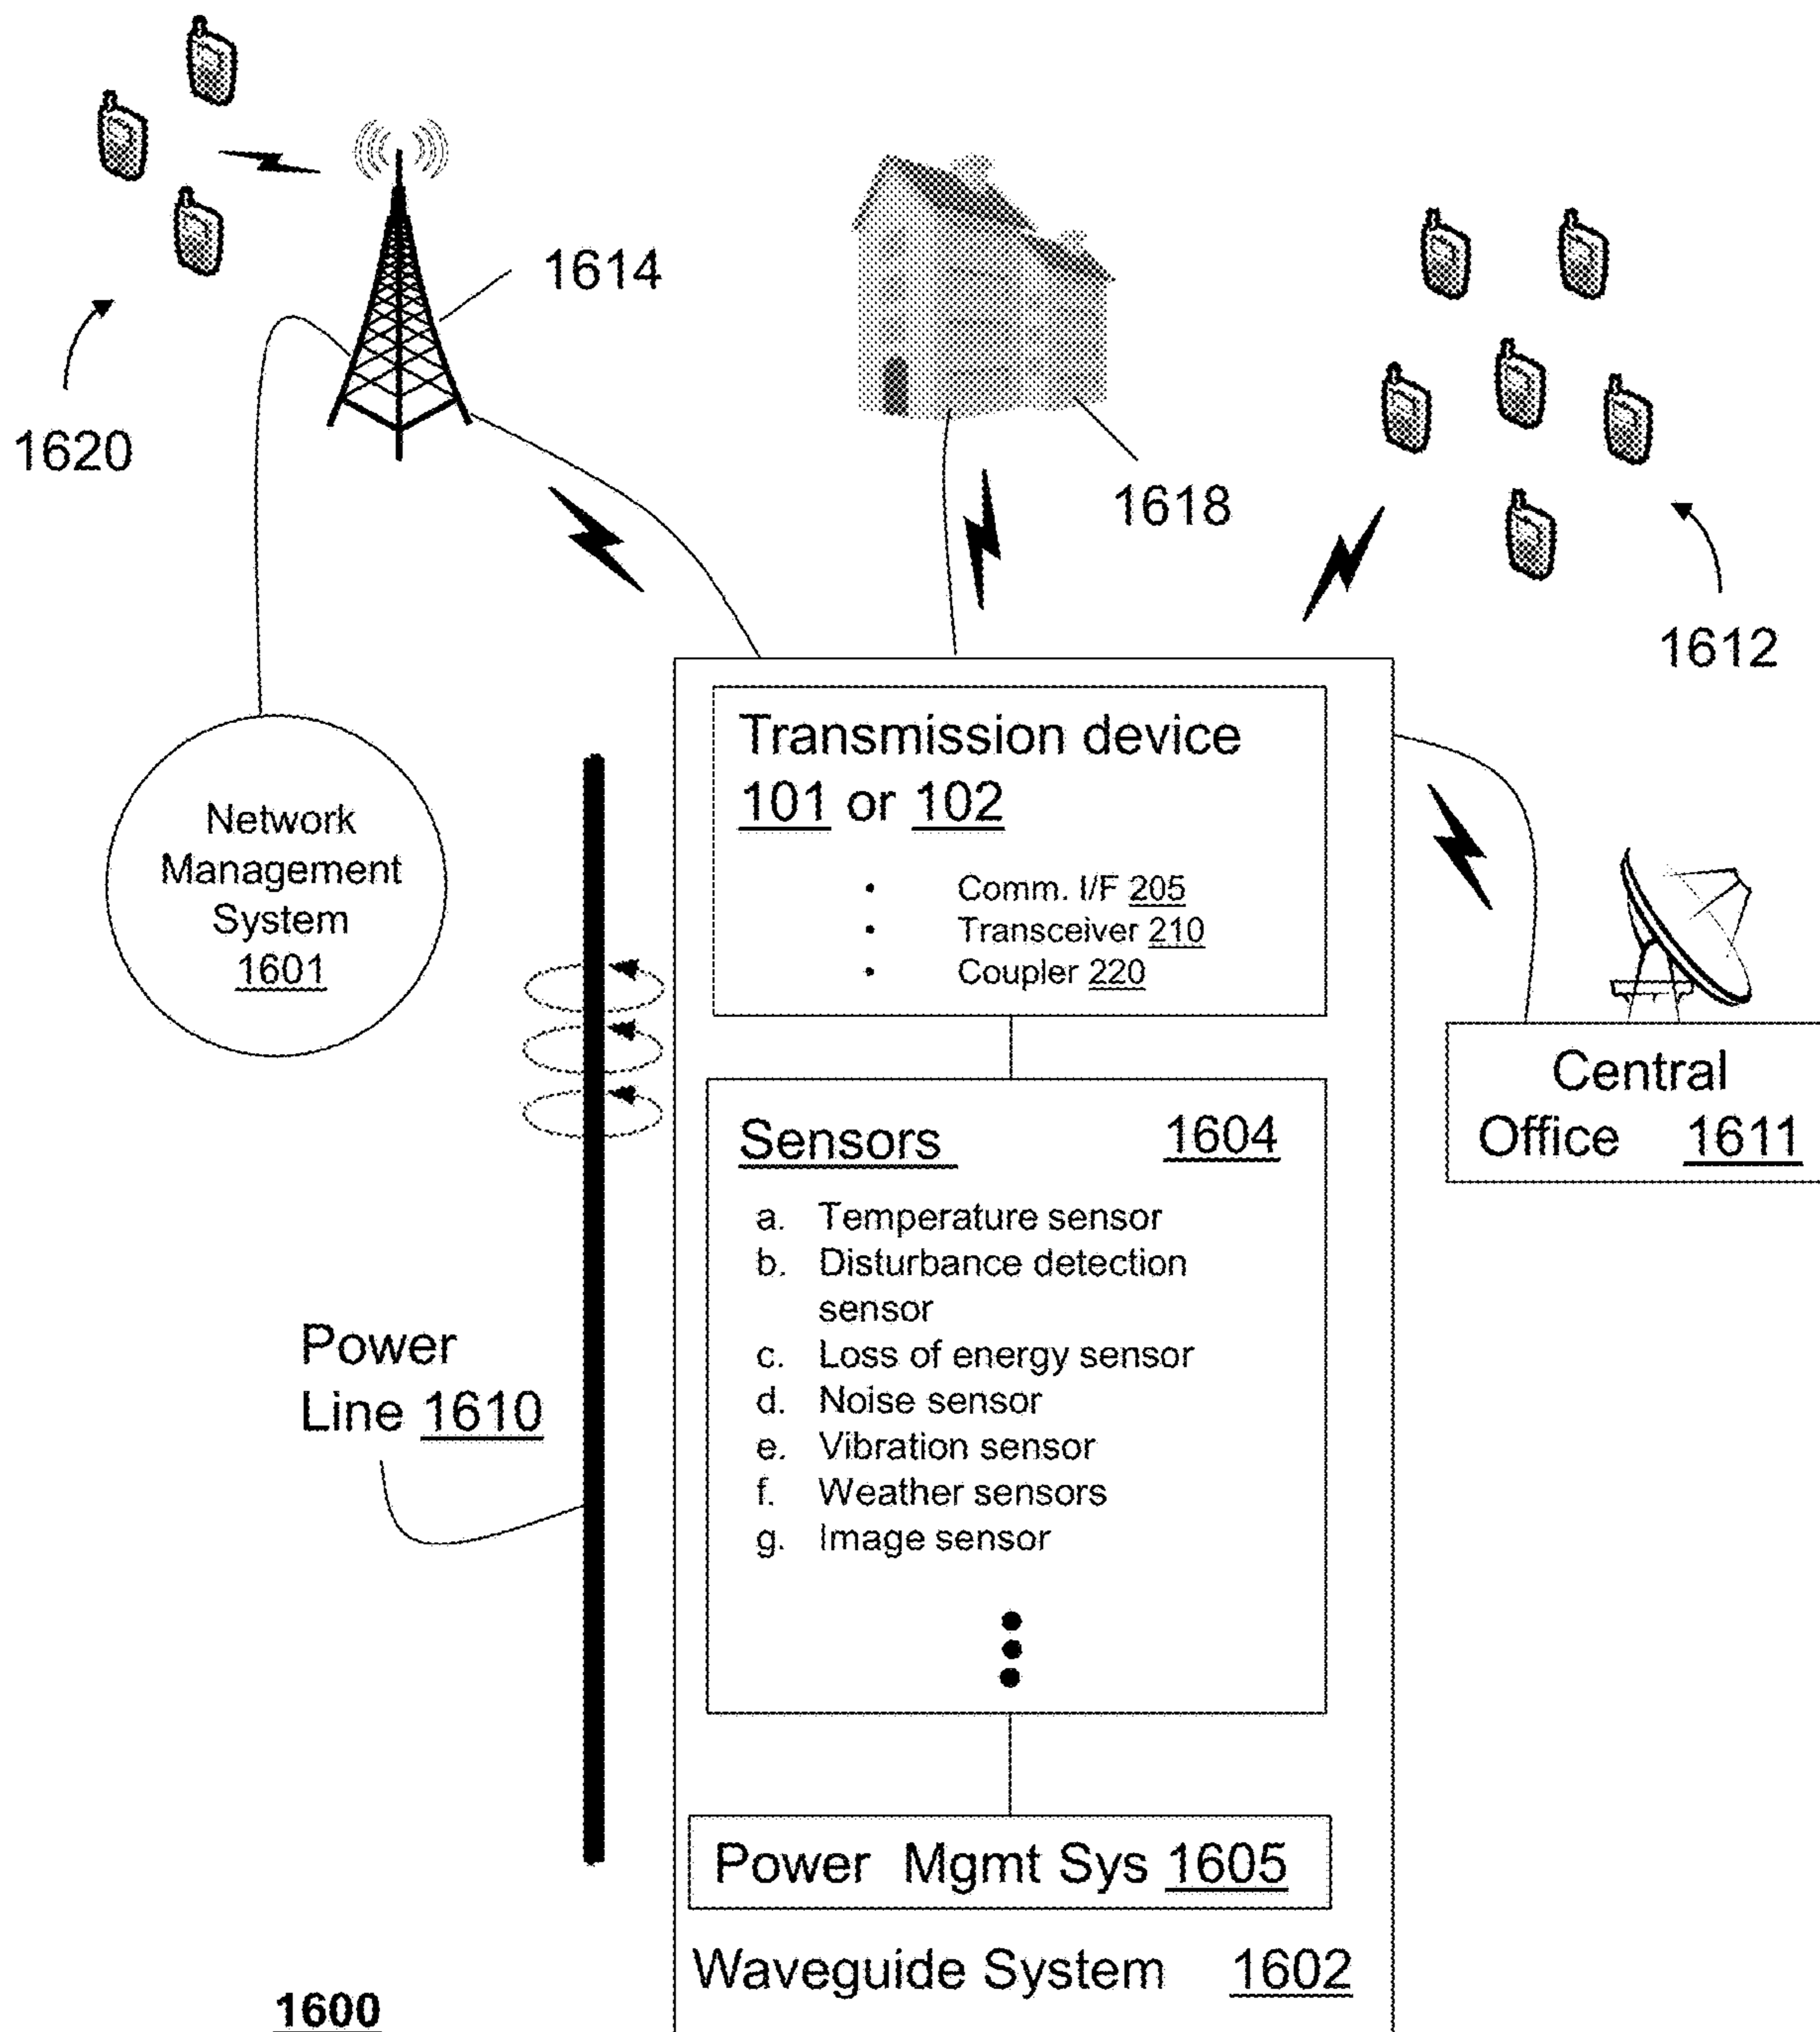 1614
1620
1618
1612
Transmission device
101 or 102
• Comm. I/F 205
• Transceiver 210
• Coupler 220
Network
Management
System
1601
Central
Office 1611
Sensors 1604
a. Temperature sensor
b. Disturbance detection
sensor
c. Loss of energy sensor
d. Noise sensor
e. Vibration sensor
f. Weather sensors
g. Image sensor
Power
Line 1610
Power Mgmt Sys 1605
Waveguide System 1602
1600